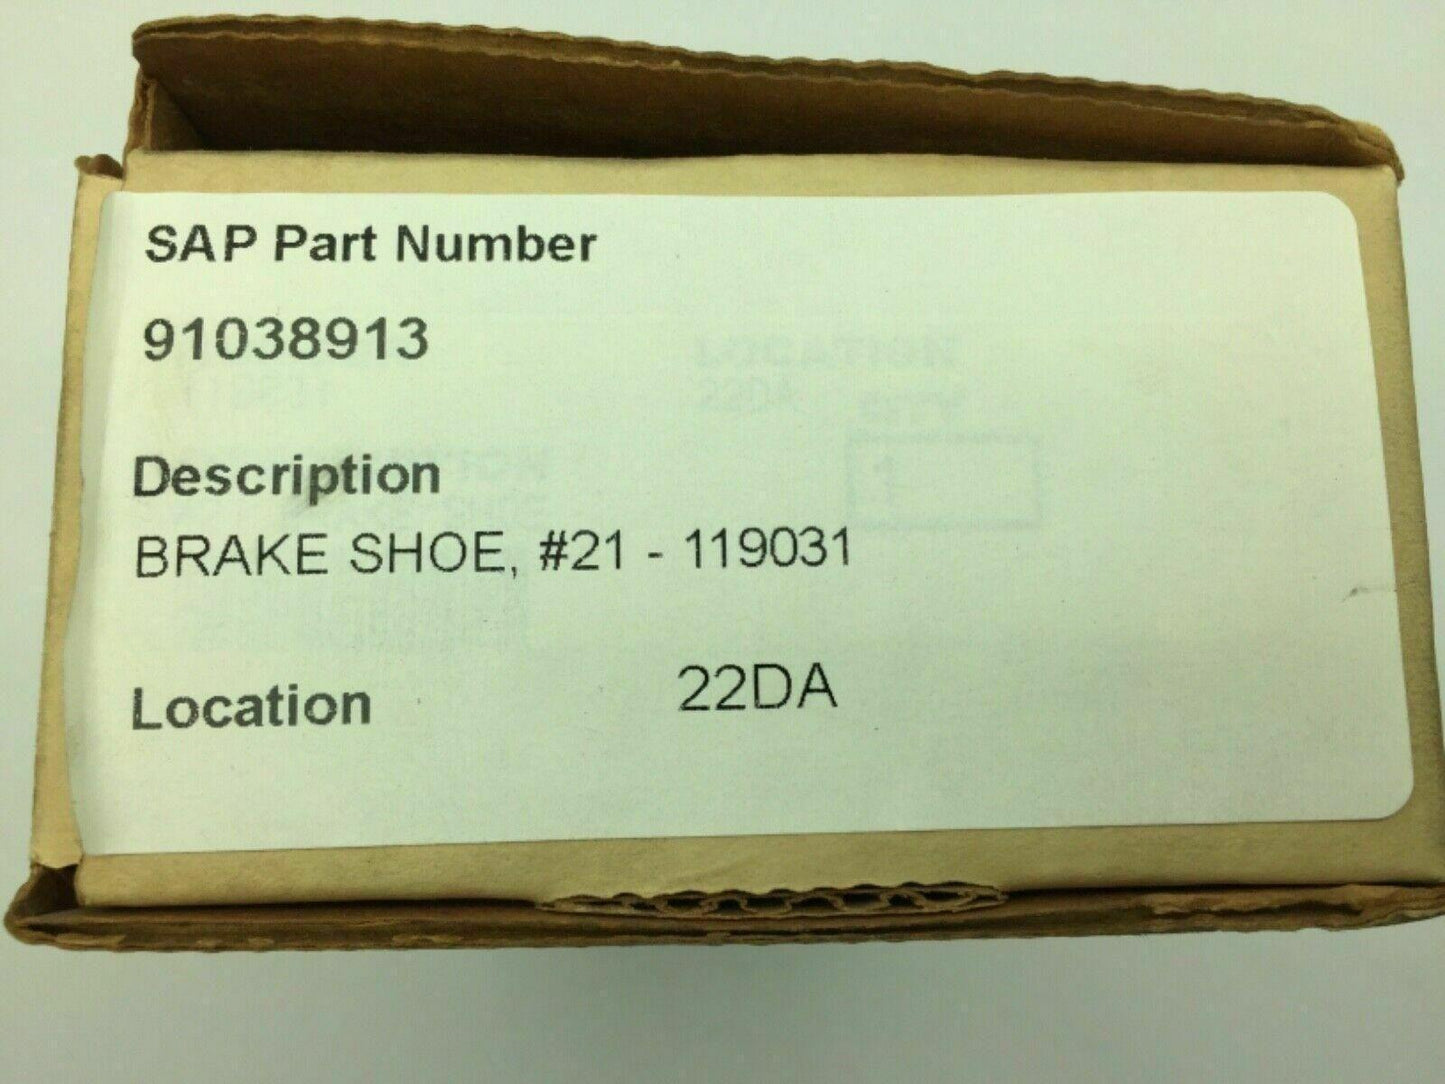 SAP Part Number
91038913
Description
BRAKE SHOE, #21 - 119031
Location 22DA